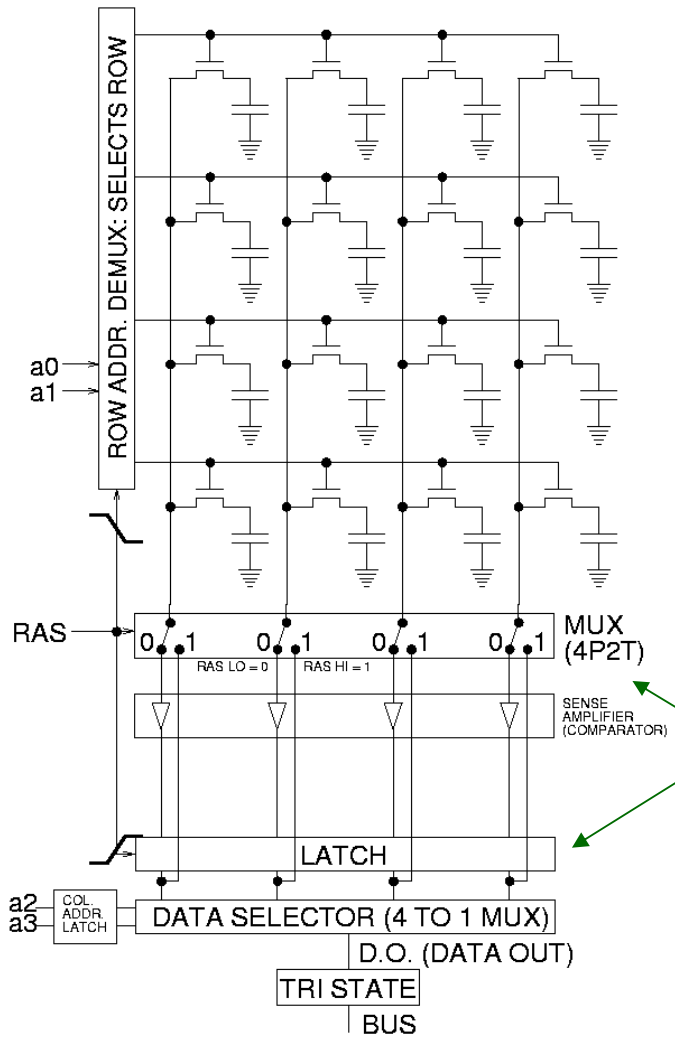 ROW ADDR. DEMUX: SELECTS ROW
a0
a1
RAS
0 1
0 1
0 1
0 1
MUX
(4P2T)
RAS LO = 0
RAS HI = 1
SENSE
AMPLIFIER
(COMPARATOR)
LATCH
a2
a3
COL.
ADDR.
LATCH
DATA SELECTOR (4 TO 1 MUX)
D.O. (DATA OUT)
TRI STATE
BUS